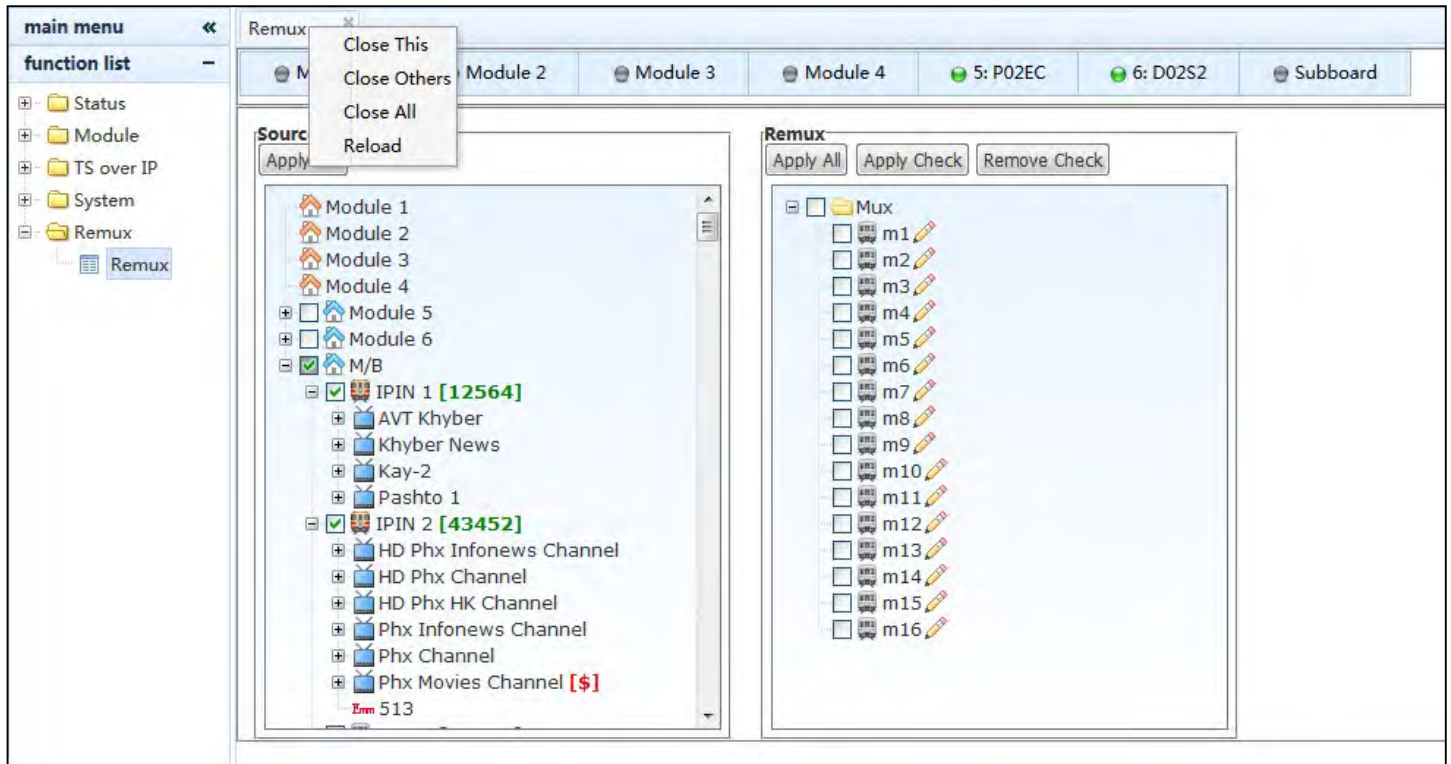 main menu «
function list −
Status
Module
TS over IP
System
Remux
Remux
Remux
Close This
Close Others
Close All
Reload
M
Module 2
Module 3
Module 4
5: P02EC
6: D02S2
Subboard
Sourc
Apply
Module 1
Module 2
Module 3
Module 4
Module 5
Module 6
M/B
IPIN 1 [12564]
AVT Khyber
Khyber News
Kay-2
Pashto 1
IPIN 2 [43452]
HD Phx Infonews Channel
HD Phx Channel
HD Phx HK Channel
Phx Infonews Channel
Phx Channel
Phx Movies Channel [$]
Emm 513
Remux
Apply All Apply Check Remove Check
Mux
m1
m2
m3
m4
m5
m6
m7
m8
m9
m10
m11
m12
m13
m14
m15
m16